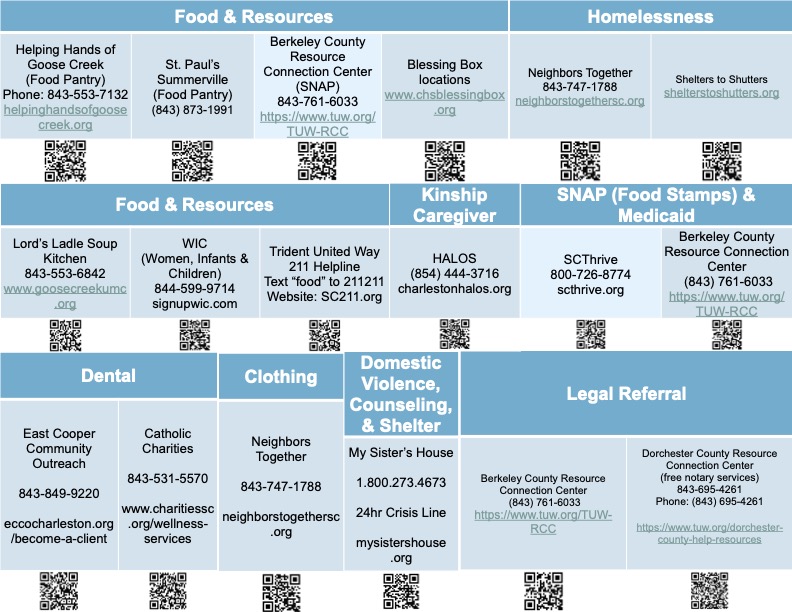 Food & Resources
Homelessness
Helping Hands of
Goose Creek
(Food Pantry)
Phone: 843-553-7132
helpinghandsofgoose
creek.org
St. Paul's
Summerville
(Food Pantry)
(843) 873-1991
Berkeley County
Resource
Connection Center
(SNAP)
843-761-6033
https://www.tuw.org/
TUW-RCC
Blessing Box
locations
www.chsblessingbox
.org
Neighbors Together
843-747-1788
neighborstogethersc.org
Shelters to Shutters
shelterstoshutters.org
Food & Resources
Kinship
Caregiver
SNAP (Food Stamps) &
Medicaid
Lord's Ladle Soup
Kitchen
843-553-6842
www.goosecreekumc
.org
WIC
(Women, Infants &
Children)
844-599-9714
signupwic.com
Trident United Way
211 Helpline
Text “food” to 211211
Website: SC211.org
HALOS
(854) 444-3716
charlestonhalos.org
SCThrive
800-726-8774
scthrive.org
Berkeley County
Resource Connection
Center
(843) 761-6033
https://www.tuw.org/
TUW-RCC
Dental
Clothing
Domestic
Violence,
Counseling,
& Shelter
Legal Referral
East Cooper
Community
Outreach
843-849-9220
eccocharleston.org
/become-a-client
Catholic
Charities
843-531-5570
www.charitiessc
.org/wellness-
services
Neighbors
Together
843-747-1788
neighborstogethersc
.org
My Sister's House
1.800.273.4673
24hr Crisis Line
mysistershouse
.org
Berkeley County Resource
Connection Center
(843) 761-6033
https://www.tuw.org/TUW-
RCC
Dorchester County Resource
Connection Center
(free notary services)
843-695-4261
Phone: (843) 695-4261
https://www.tuw.org/dorchester-
county-help-resources